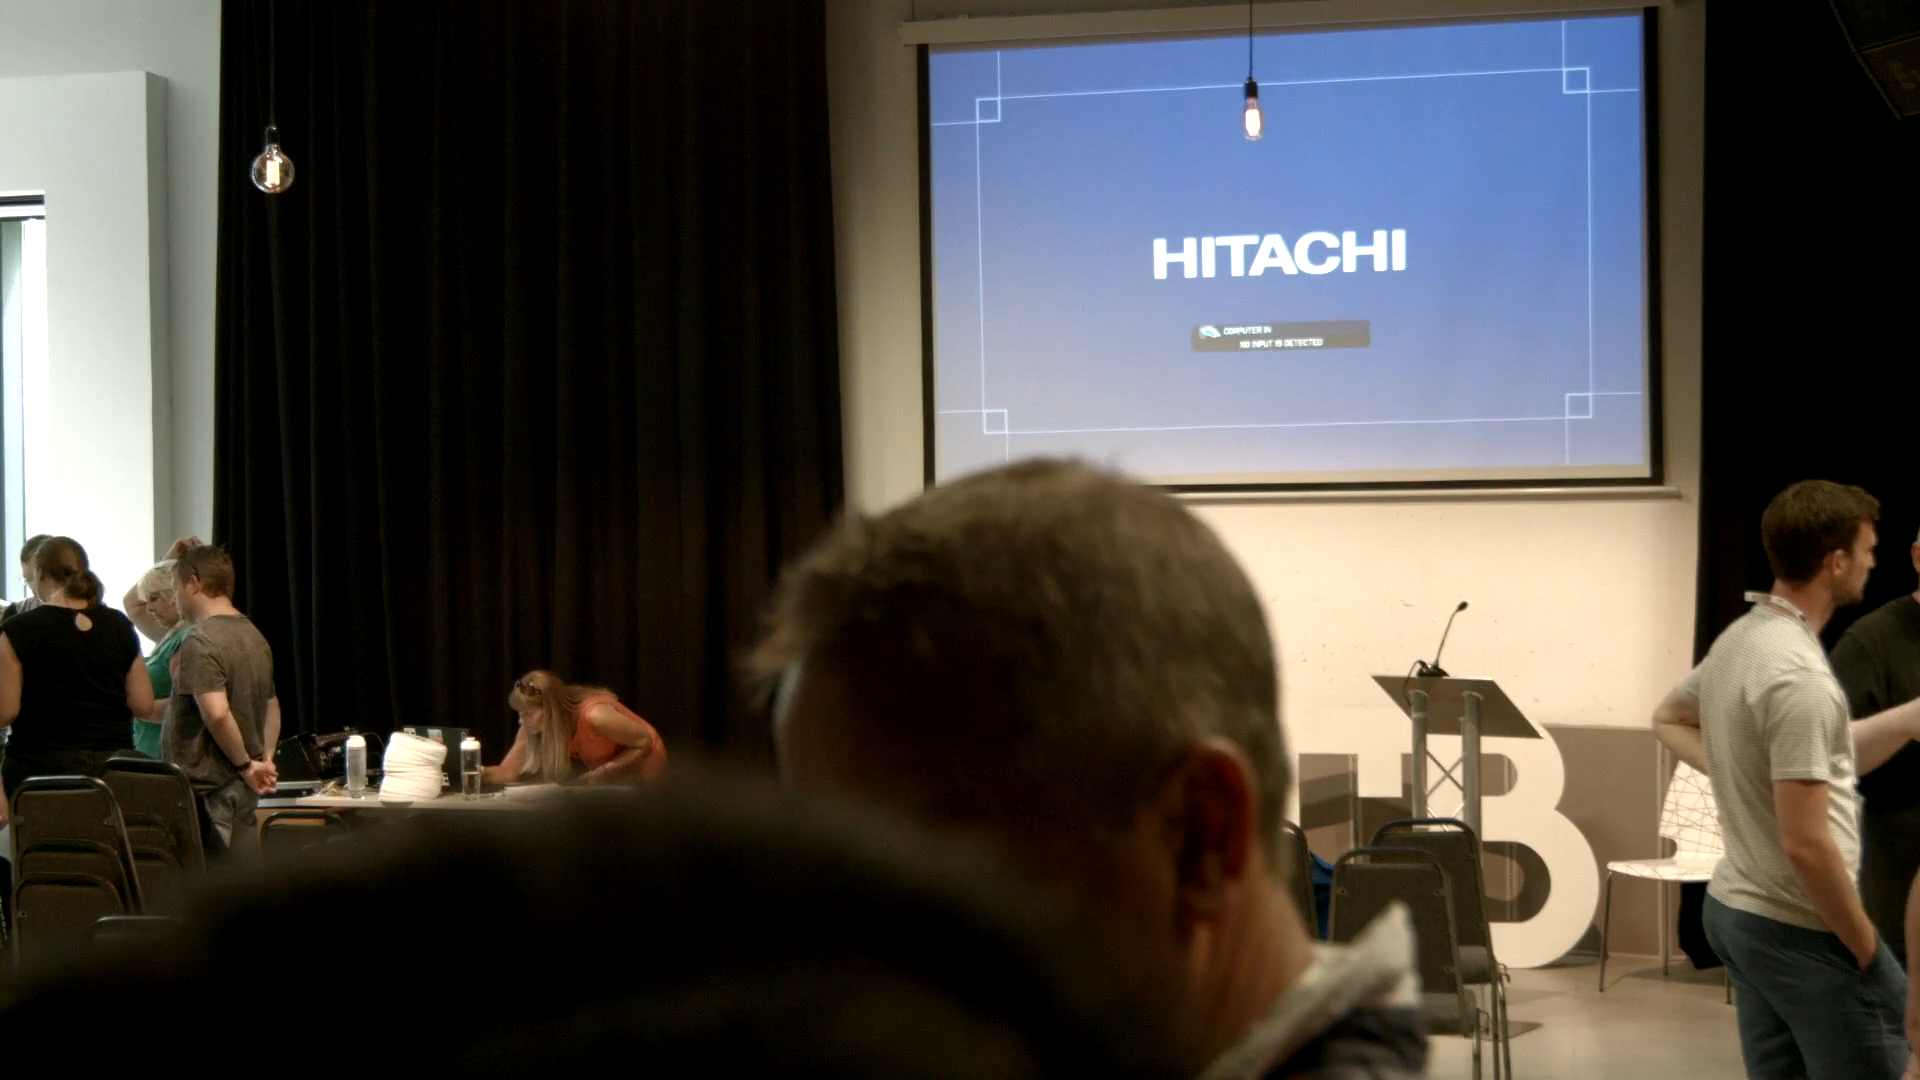 HITACHI
COMPUTER IN
NO INPUT IS DETECTED
B